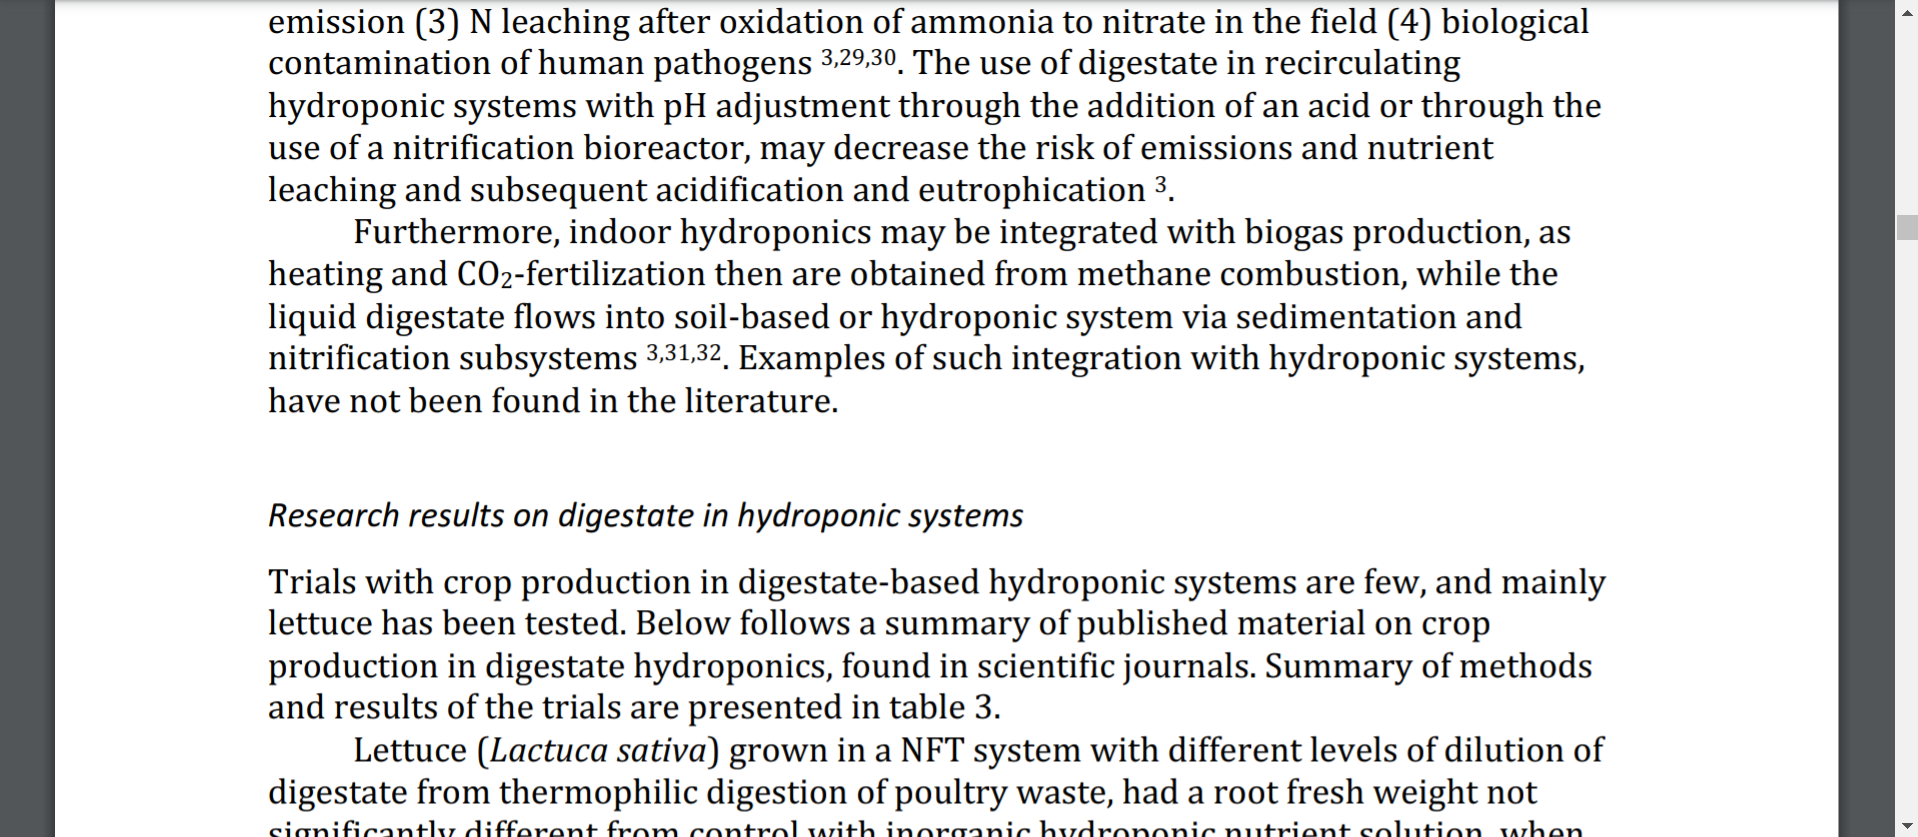 emission (3) N leaching after oxidation of ammonia to nitrate in the field (4) biological
contamination of human pathogens 3,29,30. The use of digestate in recirculating
hydroponic systems with pH adjustment through the addition of an acid or through the
use of a nitrification bioreactor, may decrease the risk of emissions and nutrient
leaching and subsequent acidification and eutrophication 3.
Furthermore, indoor hydroponics may be integrated with biogas production, as
heating and CO2-fertilization then are obtained from methane combustion, while the
liquid digestate flows into soil-based or hydroponic system via sedimentation and
nitrification subsystems 3,31,32. Examples of such integration with hydroponic systems,
have not been found in the literature.
Research results on digestate in hydroponic systems
Trials with crop production in digestate-based hydroponic systems are few, and mainly
lettuce has been tested. Below follows a summary of published material on crop
production in digestate hydroponics, found in scientific journals. Summary of methods
and results of the trials are presented in table 3.
Lettuce (Lactuca sativa) grown in a NFT system with different levels of dilution of
digestate from thermophilic digestion of poultry waste, had a root fresh weight not
significantly different from control with inorganic hydroponic nutrient solution, when